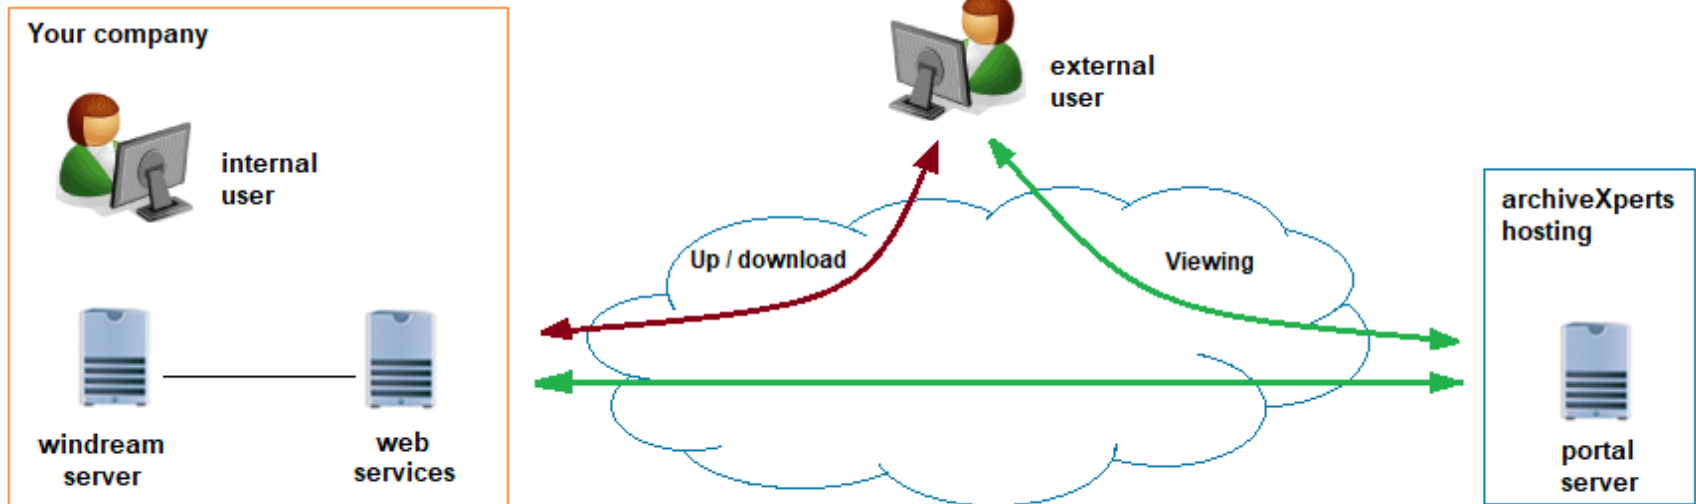 Your company
internal
user
windream
server
web
services
external
user
Up / download
Viewing
archiveXperts
hosting
portal
server